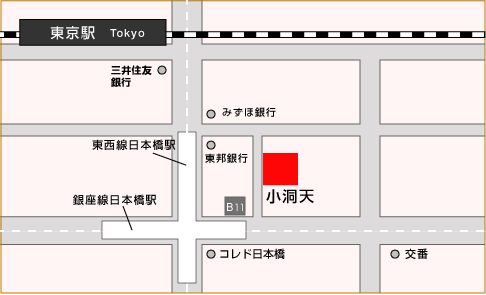 東京駅 Tokyo
三井住友
銀行
みずほ銀行
東西線日本橋駅
東邦銀行
小洞天
銀座線日本橋駅
B11
コレド日本橋
交番